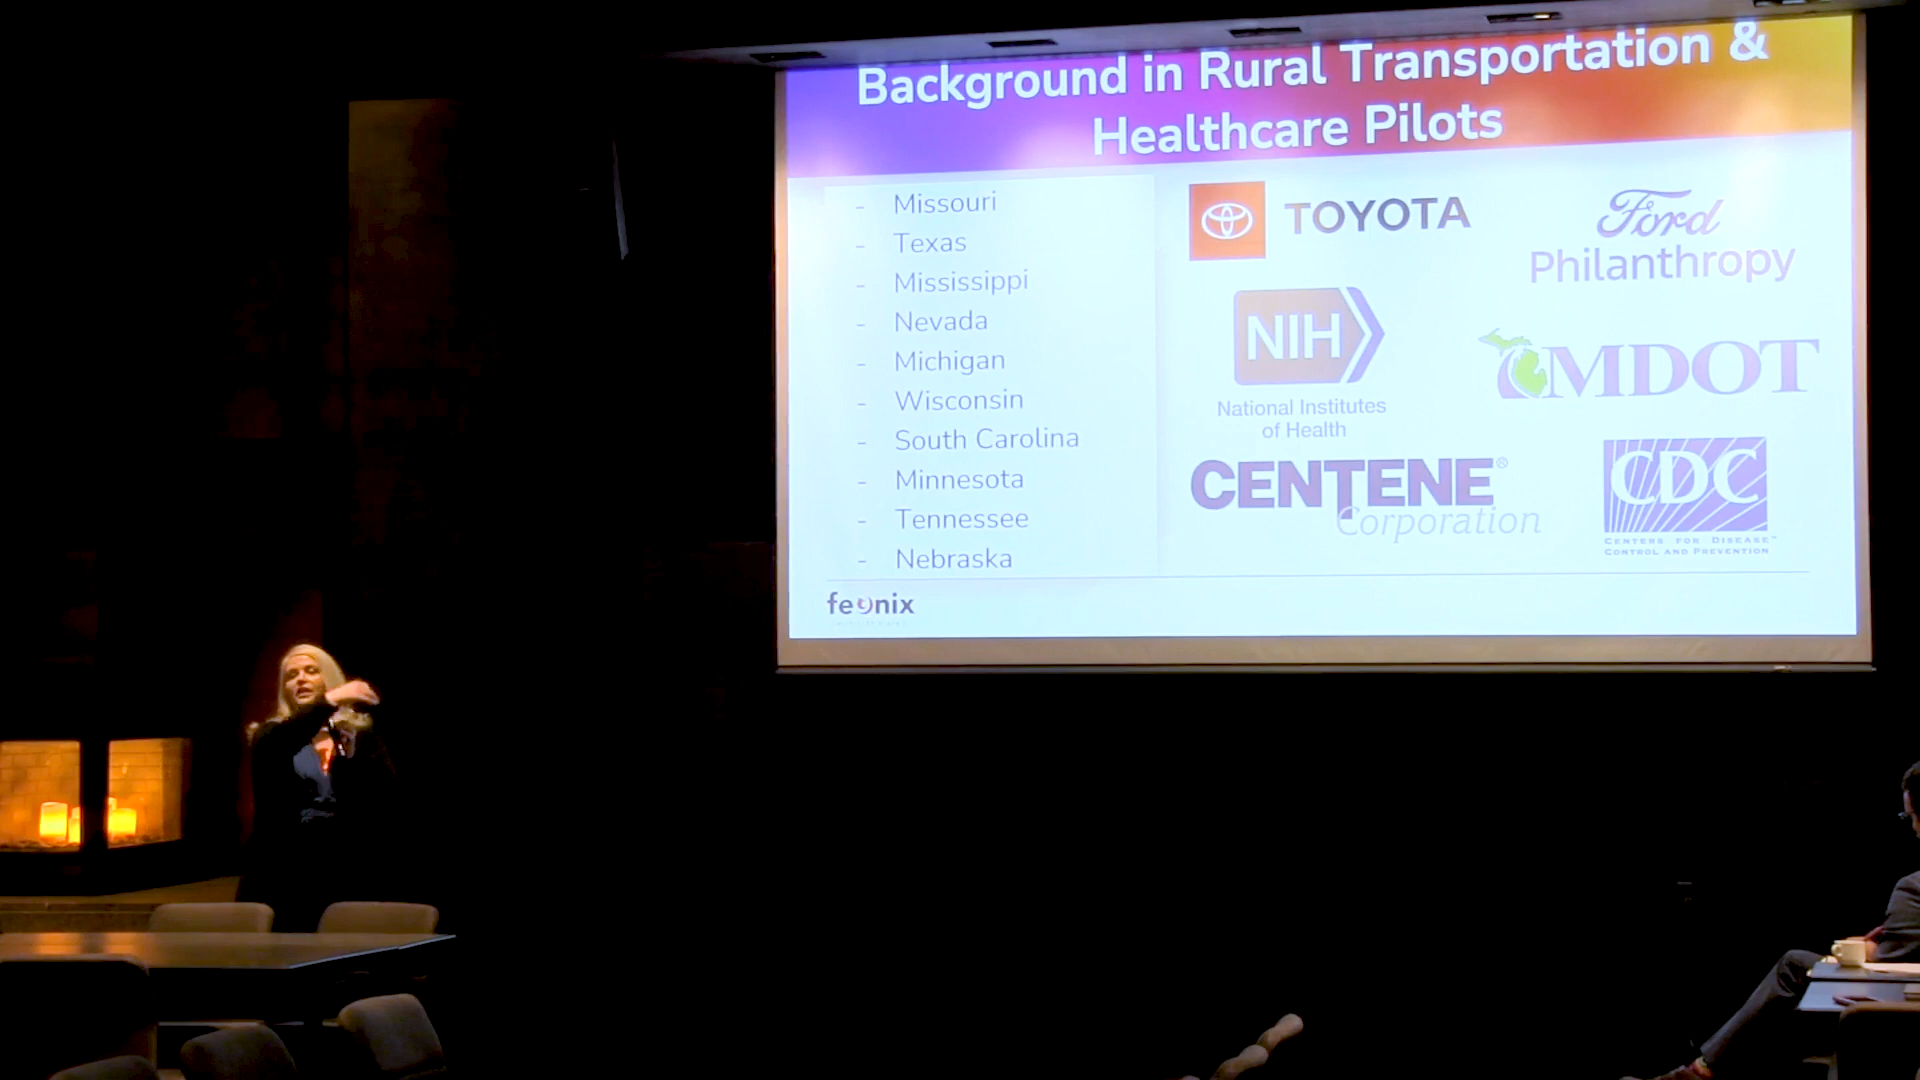 Background in Rural Transportation &
Healthcare Pilots
- Missouri
- Texas
- Mississippi
- Nevada
- Michigan
- Wisconsin
- South Carolina
- Minnesota
- Tennessee
- Nebraska
TOYOTA
Ford
Philanthropy
NIH
National Institutes
of Health
MDOT
CENTENE®
Corporation
CDC
CENTERS FOR DISEASE™
CONTROL AND PREVENTION
feonix